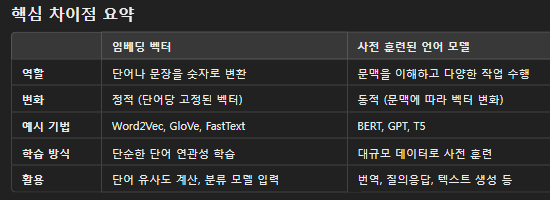 핵심 차이점 요약
임베딩 벡터 사전 훈련된 언어 모델
역할 단어나 문장을 숫자로 변환 문맥을 이해하고 다양한 작업 수행
변화 정적 (단어당 고정된 벡터) 동적 (문맥에 따라 벡터 변화)
예시 기법 Word2Vec, GloVe, FastText BERT, GPT, T5
학습 방식 단순한 단어 연관성 학습 대규모 데이터로 사전 훈련
활용 단어 유사도 계산, 분류 모델 입력 번역, 질의응답, 텍스트 생성 등